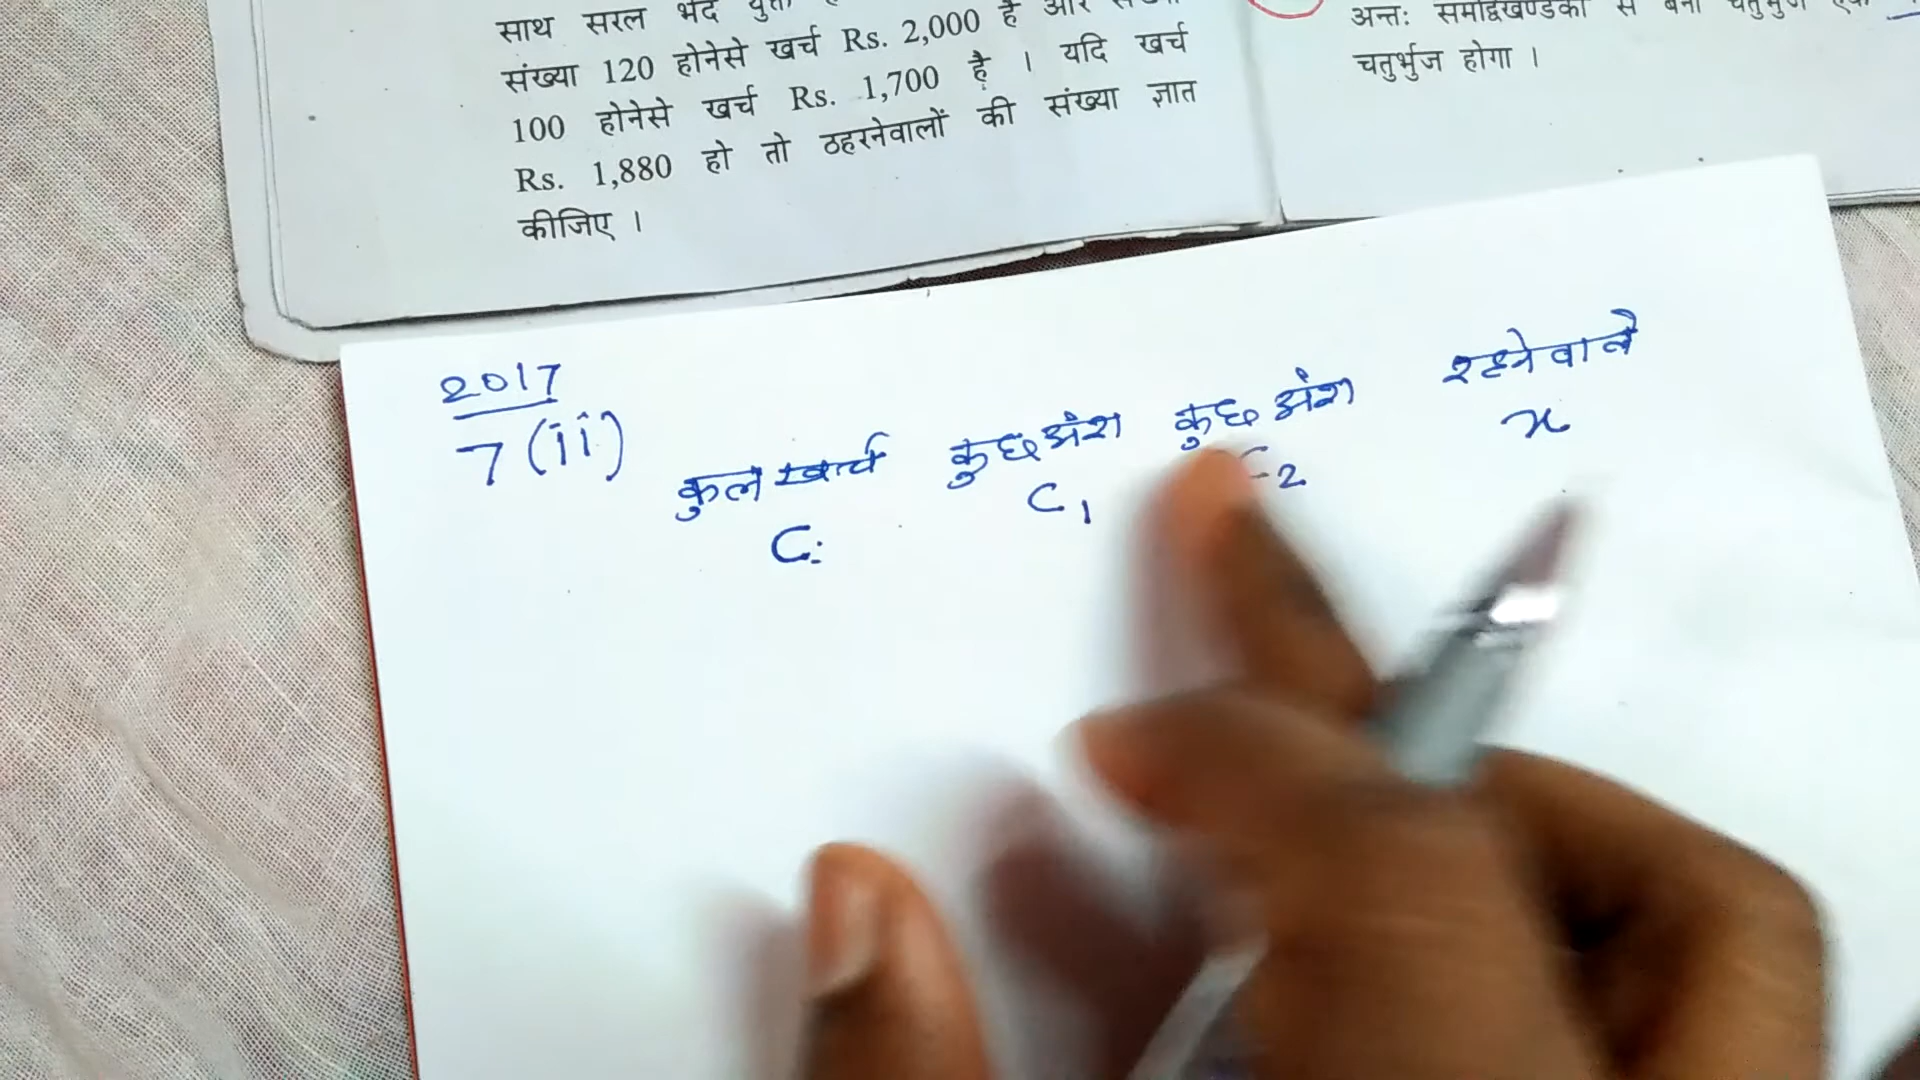 साथ सरल भेद
संख्या 120 होनेसे खर्च Rs. 2,000 है और
100 होनेसे खर्च Rs. 1,700 है । यदि खर्च
Rs. 1,880 हो तो ठहरनेवालों की संख्या ज्ञात
कीजिए ।
अन्तः समद्विखण्डकों से बना चतुर्भुज एक
चतुर्भुज होगा ।
2017
7 (ii)
कुल खर्च कुछ अंश कुछ अंश रहनेवाले
C: C1 C2 x